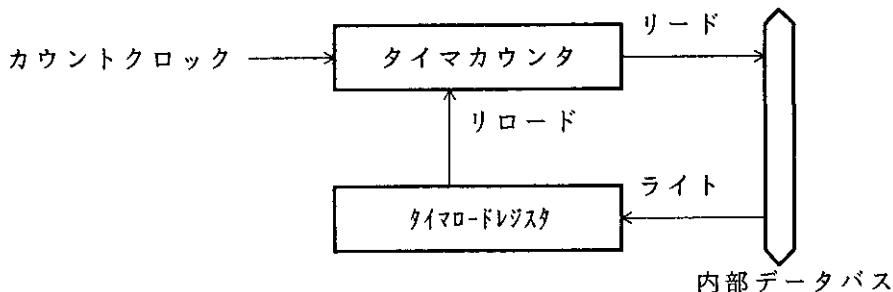 リード
カウントクロック
タイマカウンタ
リロード
ライト
タイマロードレジスタ
内部データバス